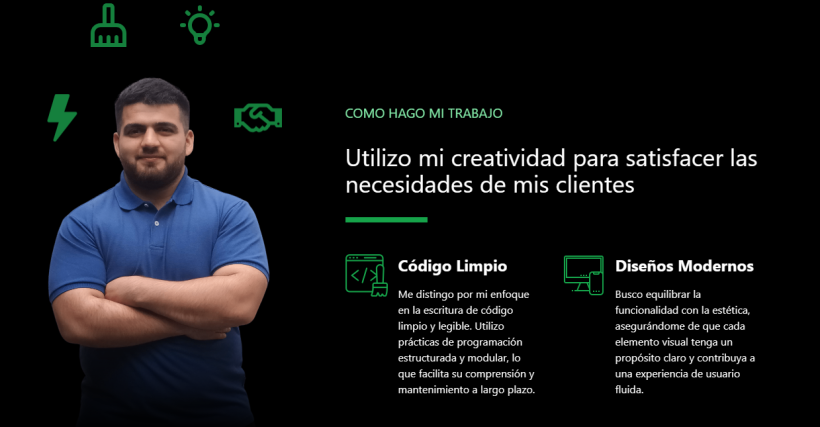 COMO HAGO MI TRABAJO
Utilizo mi creatividad para satisfacer las
necesidades de mis clientes
Código Limpio
Me distingo por mi enfoque
en la escritura de código
limpio y legible. Utilizo
prácticas de programación
estructurada y modular, lo
que facilita su comprensión y
mantenimiento a largo plazo.
Diseños Modernos
Busco equilibrar la
funcionalidad con la estética,
asegurándome de que cada
elemento visual tenga un
propósito claro y contribuya a
una experiencia de usuario
fluida.